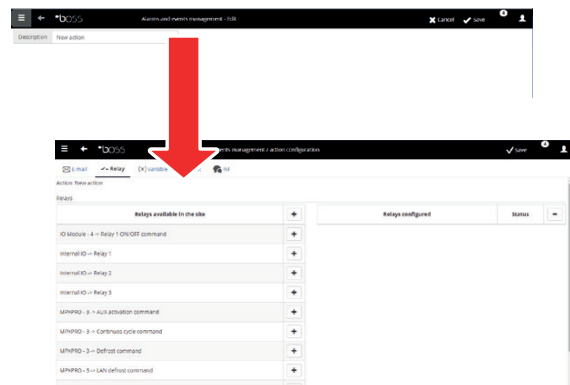 *boss Alarms and events management - Edit Cancel Save 4
Description New action
*boss ents management / action configuration Save 4
E-mail Relay (X) variable
Action: New action
Relays
Relays available in the site + Relays configured Status -
IO Module - 4 -> Relay 1 ON/OFF command +
Internal IO -> Relay 1 +
Internal IO -> Relay 2 +
Internal IO -> Relay 3 +
MPXPRO - 3 -> AUX activation command +
MPXPRO - 3 -> Continuos cycle command +
MPXPRO - 3 -> Defrost command +
MPXPRO - 3 -> LAN defrost command +